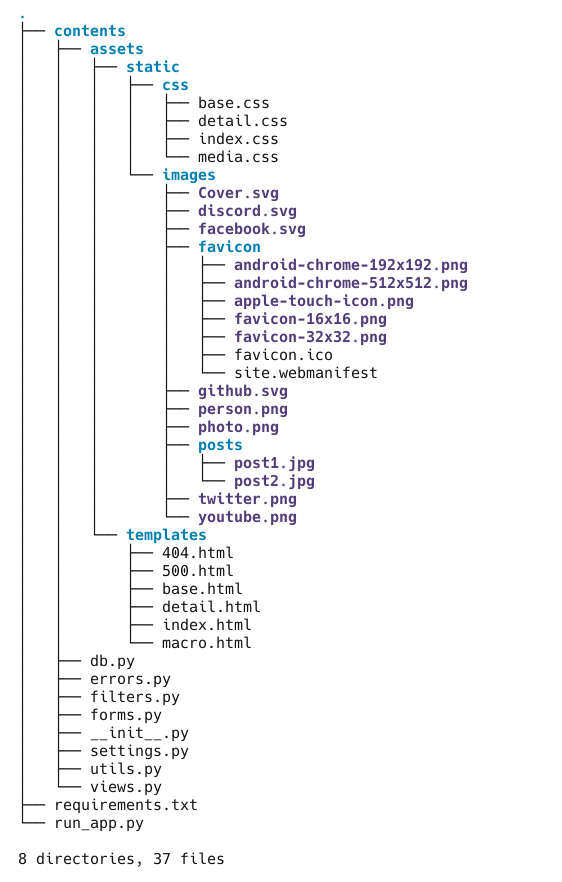 .
├── contents
│   ├── assets
│   │   ├── static
│   │   │   ├── css
│   │   │   │   ├── base.css
│   │   │   │   ├── detail.css
│   │   │   │   ├── index.css
│   │   │   │   └── media.css
│   │   │   └── images
│   │   │       ├── Cover.svg
│   │   │       ├── discord.svg
│   │   │       ├── facebook.svg
│   │   │       ├── favicon
│   │   │       │   ├── android-chrome-192x192.png
│   │   │       │   ├── android-chrome-512x512.png
│   │   │       │   ├── apple-touch-icon.png
│   │   │       │   ├── favicon-16x16.png
│   │   │       │   ├── favicon-32x32.png
│   │   │       │   ├── favicon.ico
│   │   │       │   └── site.webmanifest
│   │   │       ├── github.svg
│   │   │       ├── person.png
│   │   │       ├── photo.png
│   │   │       ├── posts
│   │   │       │   ├── post1.jpg
│   │   │       │   └── post2.jpg
│   │   │       ├── twitter.png
│   │   │       └── youtube.png
│   │   └── templates
│   │       ├── 404.html
│   │       ├── 500.html
│   │       ├── base.html
│   │       ├── detail.html
│   │       ├── index.html
│   │       └── macro.html
│   ├── db.py
│   ├── errors.py
│   ├── filters.py
│   ├── forms.py
│   ├── __init__.py
│   ├── settings.py
│   ├── utils.py
│   └── views.py
├── requirements.txt
└── run_app.py
8 directories, 37 files